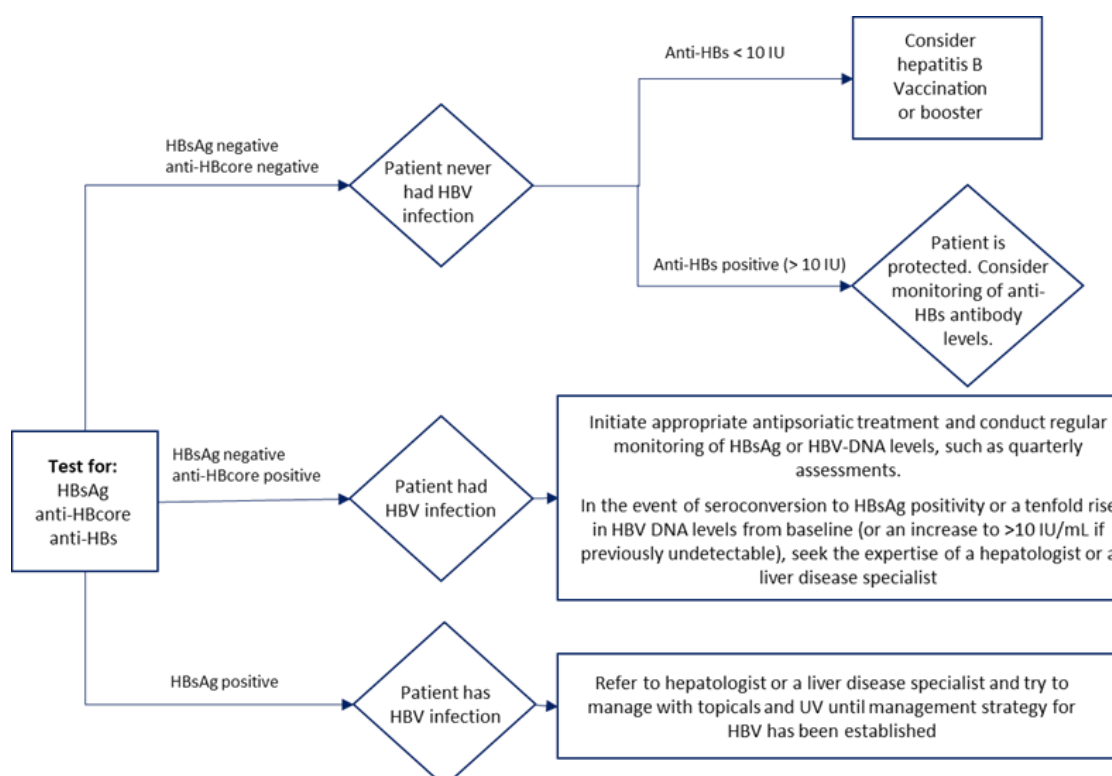 Anti-HBs < 10 IU
Consider
hepatitis B
Vaccination
or booster
HBsAg negative
anti-HBcore negative
Patient never
had HBV
infection
Anti-HBs positive (> 10 IU)
Patient is
protected. Consider
monitoring of anti-
HBs antibody
levels.
Test for:
HBsAg
anti-HBcore
anti-HBs
HBsAg negative
anti-HBcore positive
Patient had
HBV infection
Initiate appropriate antipsoriatic treatment and conduct regular
monitoring of HBsAg or HBV-DNA levels, such as quarterly
assessments.
In the event of seroconversion to HBsAg positivity or a tenfold rise
in HBV DNA levels from baseline (or an increase to >10 IU/mL if
previously undetectable), seek the expertise of a hepatologist or a
liver disease specialist
HBsAg positive
Patient has
HBV infection
Refer to hepatologist or a liver disease specialist and try to
manage with topicals and UV until management strategy for
HBV has been established